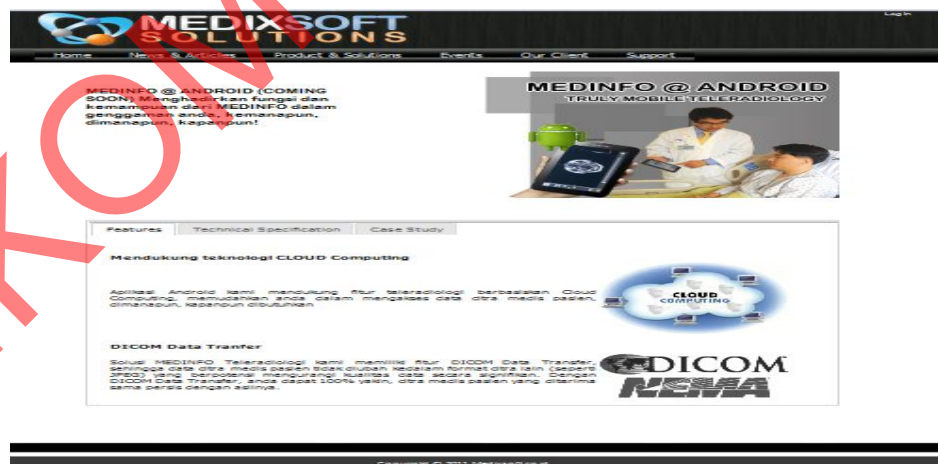 MEDIXSOFT
SOLUTIONS
Log In
Home News & Articles Product & Solutions Events Our Client Support
MEDINFO @ ANDROID (COMING
SOON) Menghadirkan fungsi dan
kemampuan dari MEDINFO dalam
genggaman anda, kemanapun,
dimanapun, kapanpun!
MEDINFO @ ANDROID
TRULY MOBILE TELERADIOLOGY
Features Technical Specification Case Study
Mendukung teknologi CLOUD Computing
Aplikasi Android kami mendukung fitur teleradiologi berbasiskan Cloud
Computing, memudahkan anda dalam mengakses data citra medis pasien,
dimanapun, kapanpun dibutuhkan
CLOUD
COMPUTING
DICOM Data Tranfer
Solusi MEDINFO Teleradiologi kami memiliki fitur DICOM Data Transfer,
sehingga data citra medis pasien tidak diubah kedalam format citra lain (seperti
JPEG) yang berpotensi mengurangi kualitas data secara signifikan. Dengan
DICOM Data Transfer, anda dapat 100% yakin, citra medis pasien yang diterima
sama persis dengan aslinya.
DICOM
NEMA
KOM